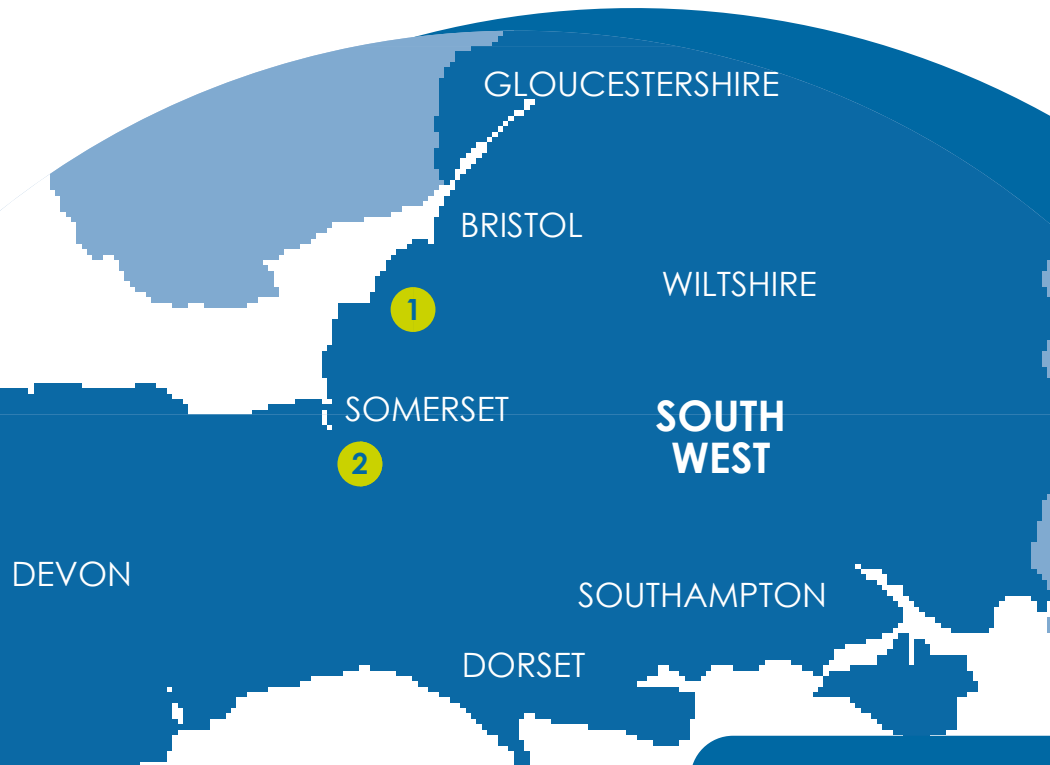 GLOUCESTERSHIRE
BRISTOL
WILTSHIRE
1
SOMERSET
SOUTH
WEST
2
DEVON
SOUTHAMPTON
DORSET